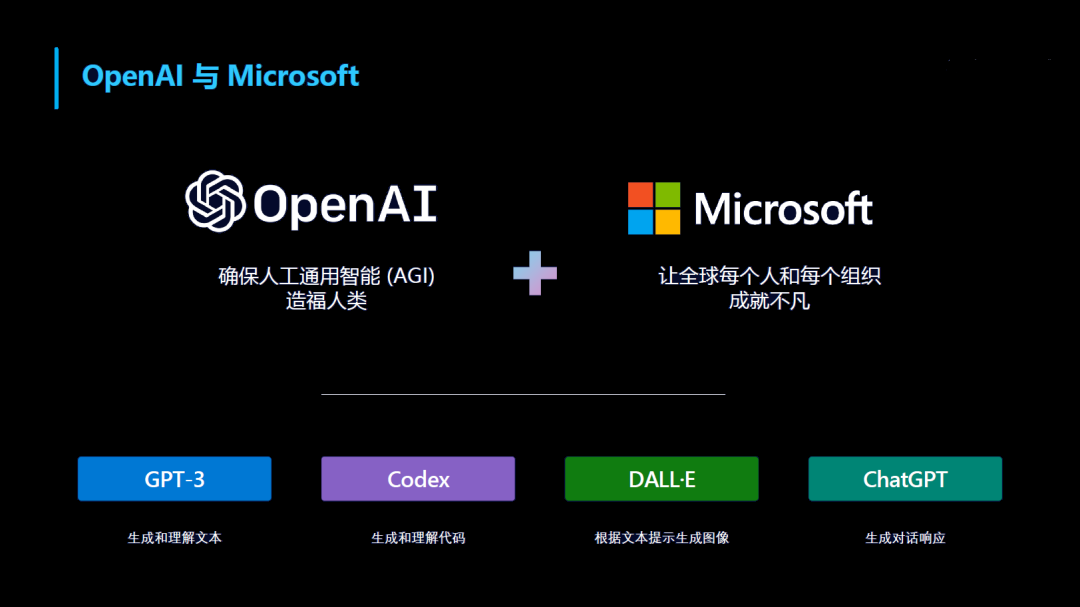 OpenAI 与 Microsoft
OpenAI
Microsoft
确保人工通用智能 (AGI)
造福人类
让全球每个人和每个组织
成就不凡
GPT-3
Codex
DALL·E
ChatGPT
生成和理解文本
生成和理解代码
根据文本提示生成图像
生成对话响应